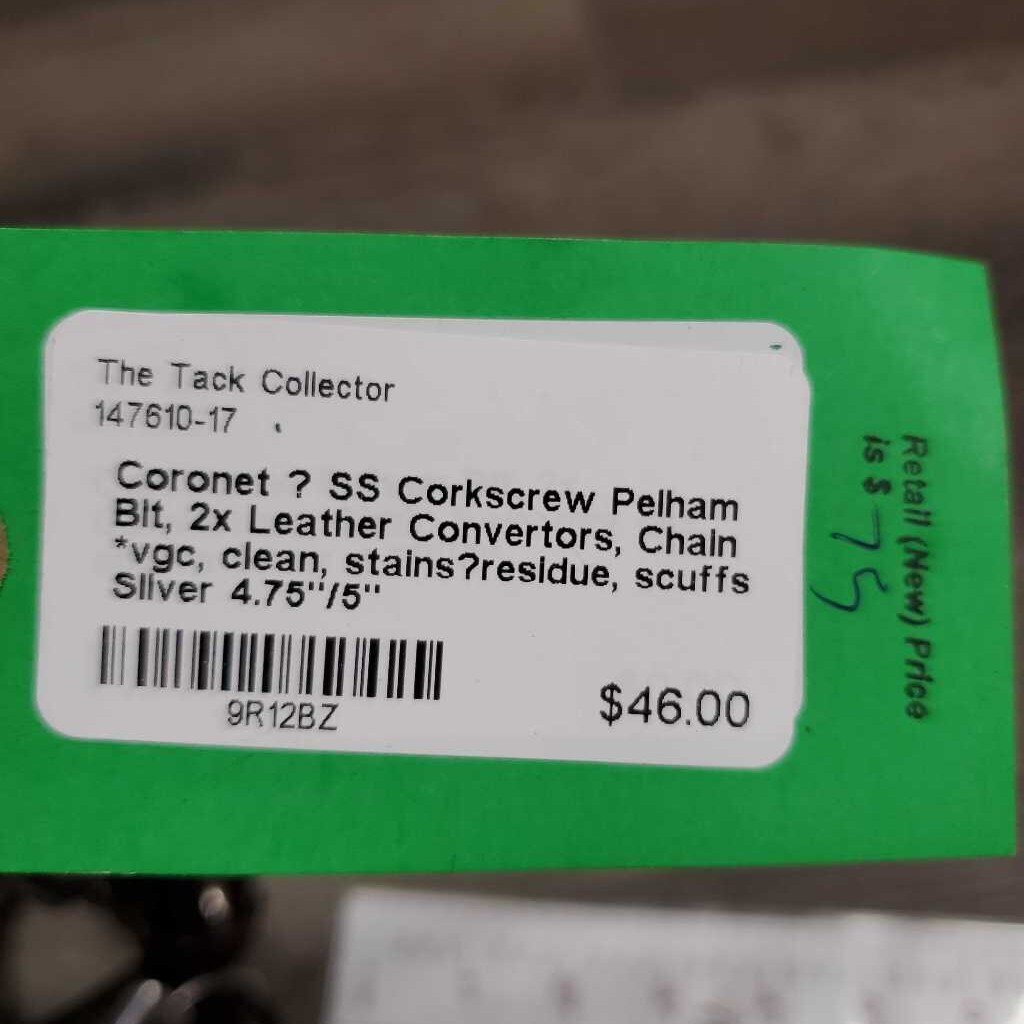 The Tack Collector
147610-17
Coronet ? SS Corkscrew Pelham
Bit, 2x Leather Convertors, Chain
*vgc, clean, stains?residue, scuffs
Silver 4.75"/5"
9R12BZ
$46.00
Retail (New) Price
is $ 75